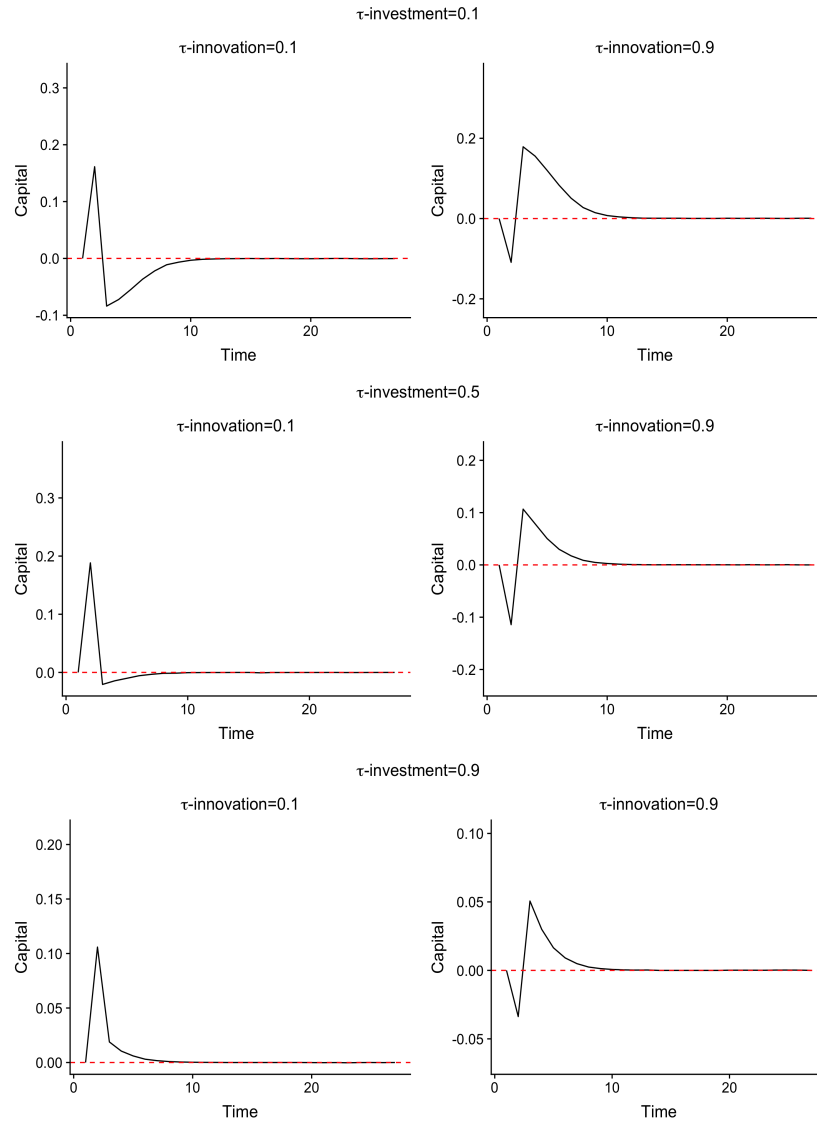 τ-investment=0.1
τ-innovation=0.1
τ-innovation=0.9
0.3
0.2
0.1
0.0
-0.1
Capital
0
10
20
Time
0.2
0.0
-0.2
Capital
0
10
20
Time
τ-investment=0.5
τ-innovation=0.1
τ-innovation=0.9
0.3
0.2
0.1
0.0
Capital
0
10
20
Time
0.2
0.1
0.0
-0.1
-0.2
Capital
0
10
20
Time
τ-investment=0.9
τ-innovation=0.1
τ-innovation=0.9
0.20
0.15
0.10
0.05
0.00
Capital
0
10
20
Time
0.10
0.05
0.00
-0.05
Capital
0
10
20
Time